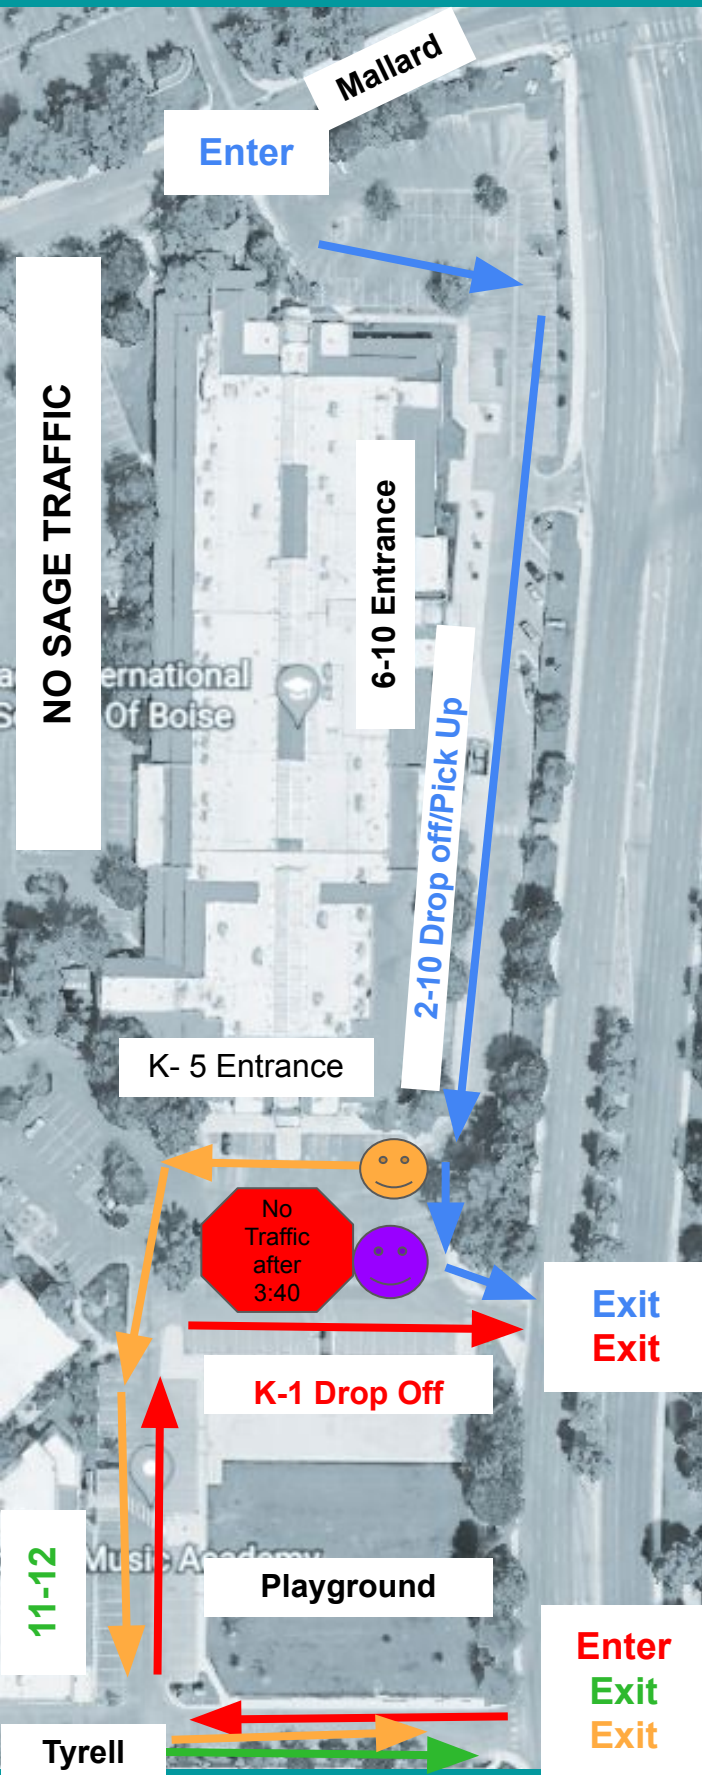 Mallard
Enter
NO SAGE TRAFFIC
6-10 Entrance
ernational
Of Boise
2-10 Drop off/Pick Up
K- 5 Entrance
No
Traffic
after
3:40
Exit
Exit
K-1 Drop Off
11-12
Music Academy
Playground
Enter
Exit
Exit
Tyrell